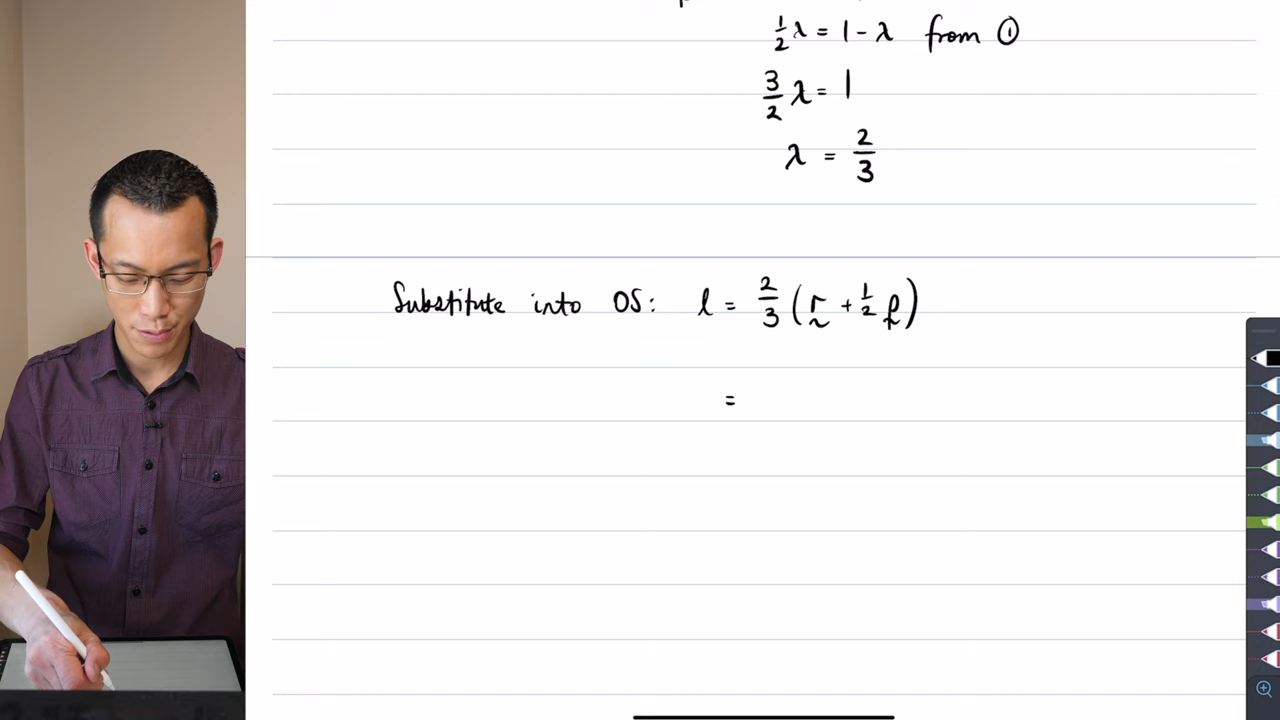 ½λ = 1 - λ from ①
3/2 λ = 1
λ = 2/3
Substitute into OS: l = 2/3 (r + ½ p)
=